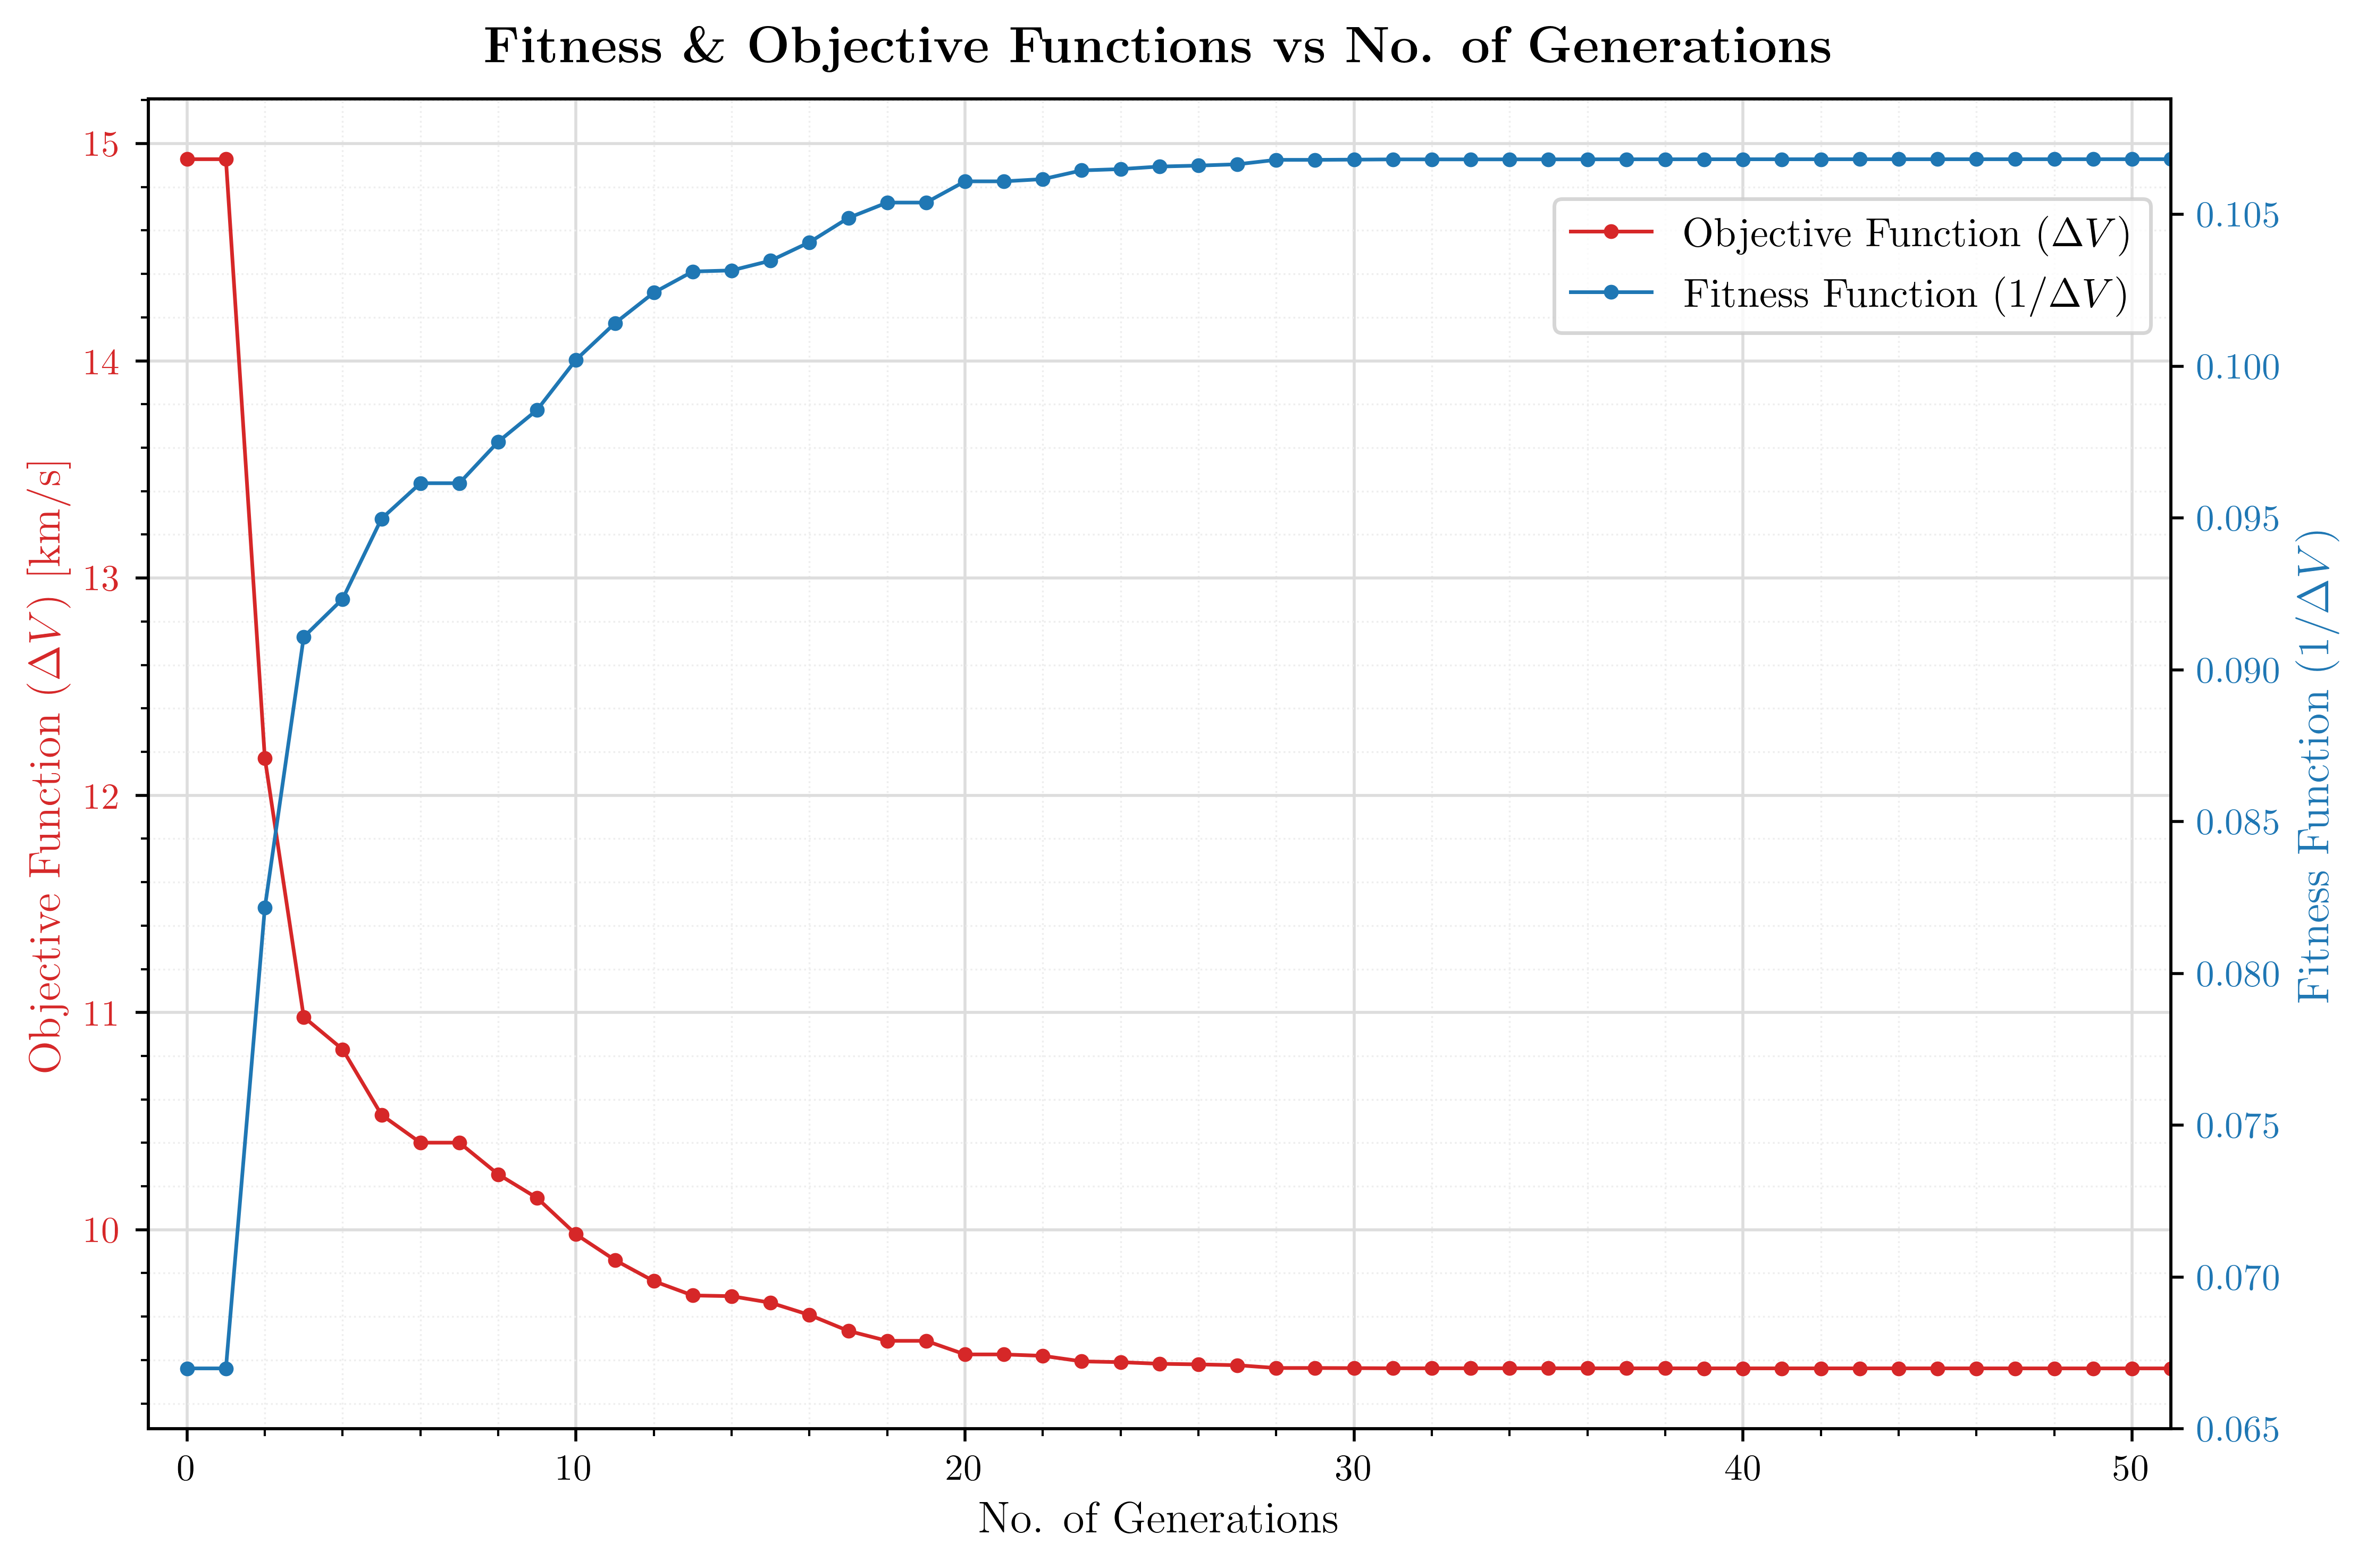 Fitness & Objective Functions vs No. of Generations
Objective Function (ΔV) [km/s]
15
14
13
12
11
10
Objective Function (ΔV)
Fitness Function (1/ΔV)
0.105
0.100
0.095
0.090
0.085
0.080
0.075
0.070
0.065
Fitness Function (1/ΔV)
0 10 20 30 40 50
No. of Generations